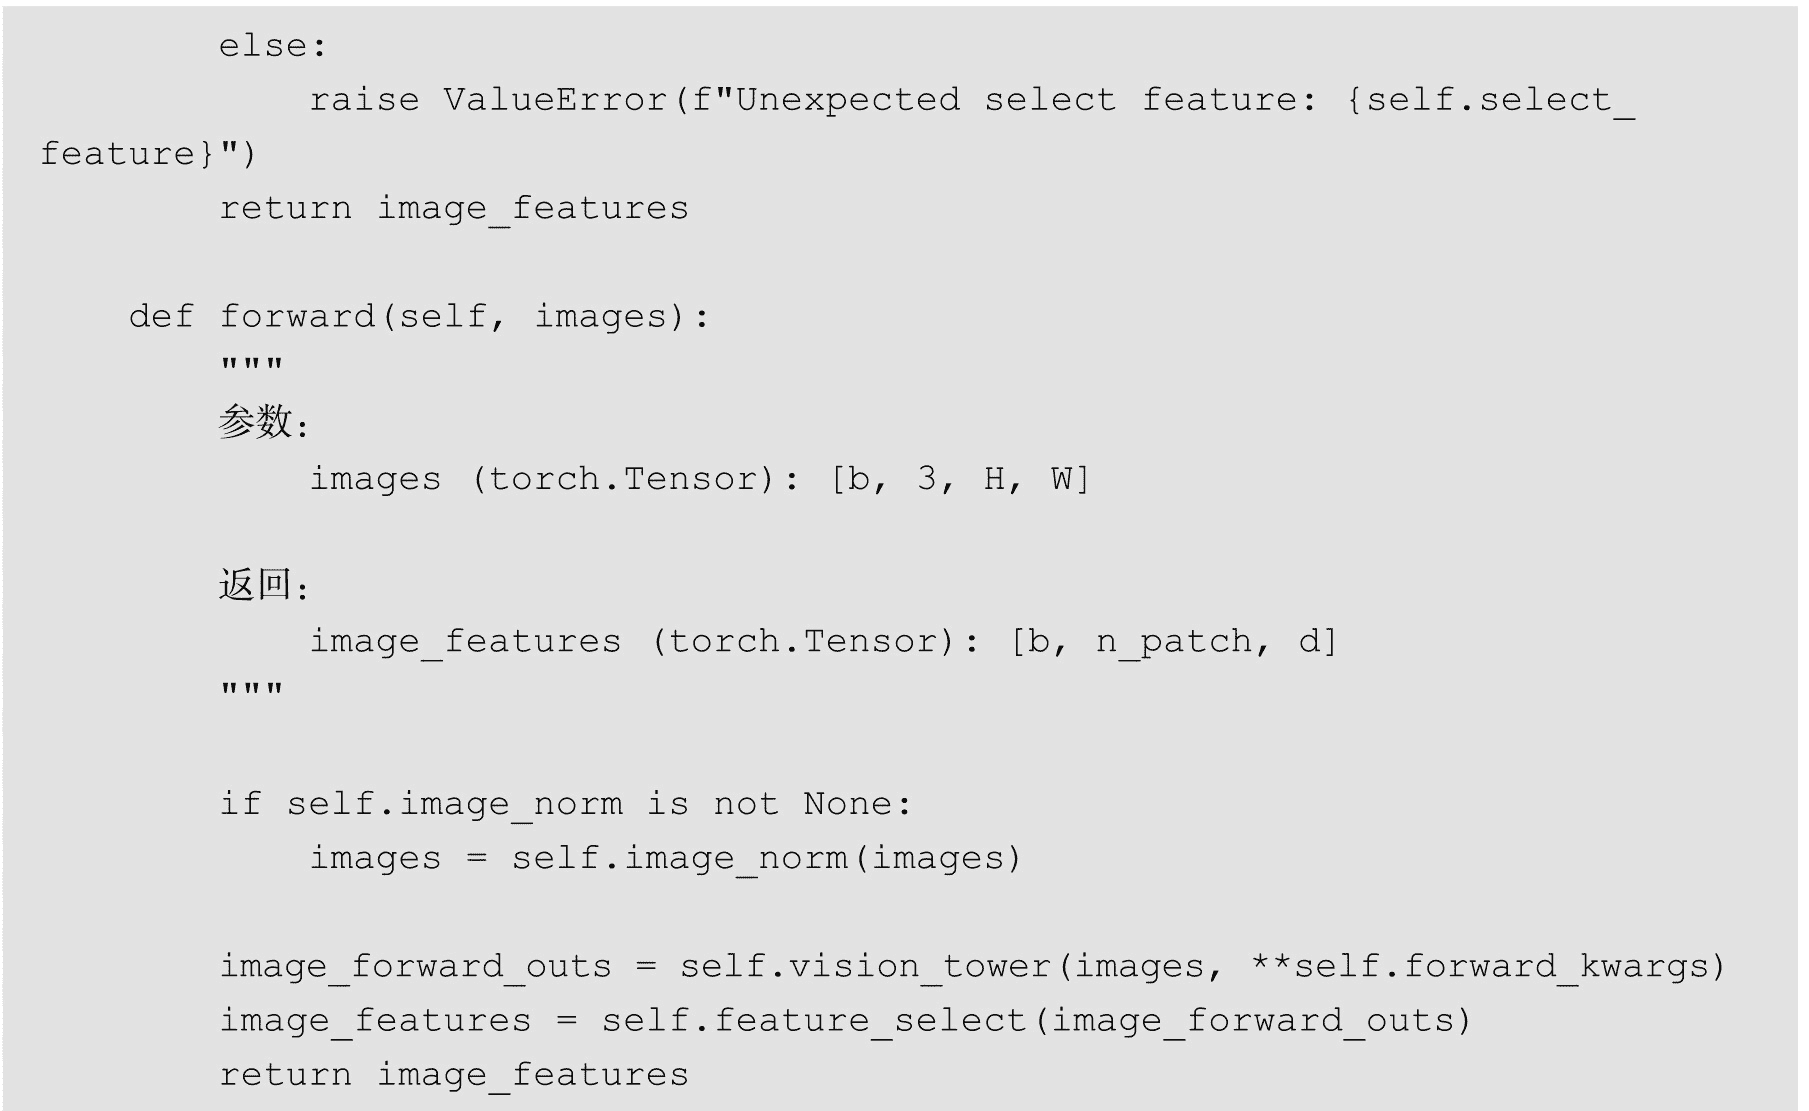 else:
            raise ValueError(f"Unexpected select feature: {self.select_
feature}")
        return image_features

    def forward(self, images):
        """
        参数：
            images (torch.Tensor): [b, 3, H, W]

        返回：
            image_features (torch.Tensor): [b, n_patch, d]
        """

        if self.image_norm is not None:
            images = self.image_norm(images)

        image_forward_outs = self.vision_tower(images, **self.forward_kwargs)
        image_features = self.feature_select(image_forward_outs)
        return image_features